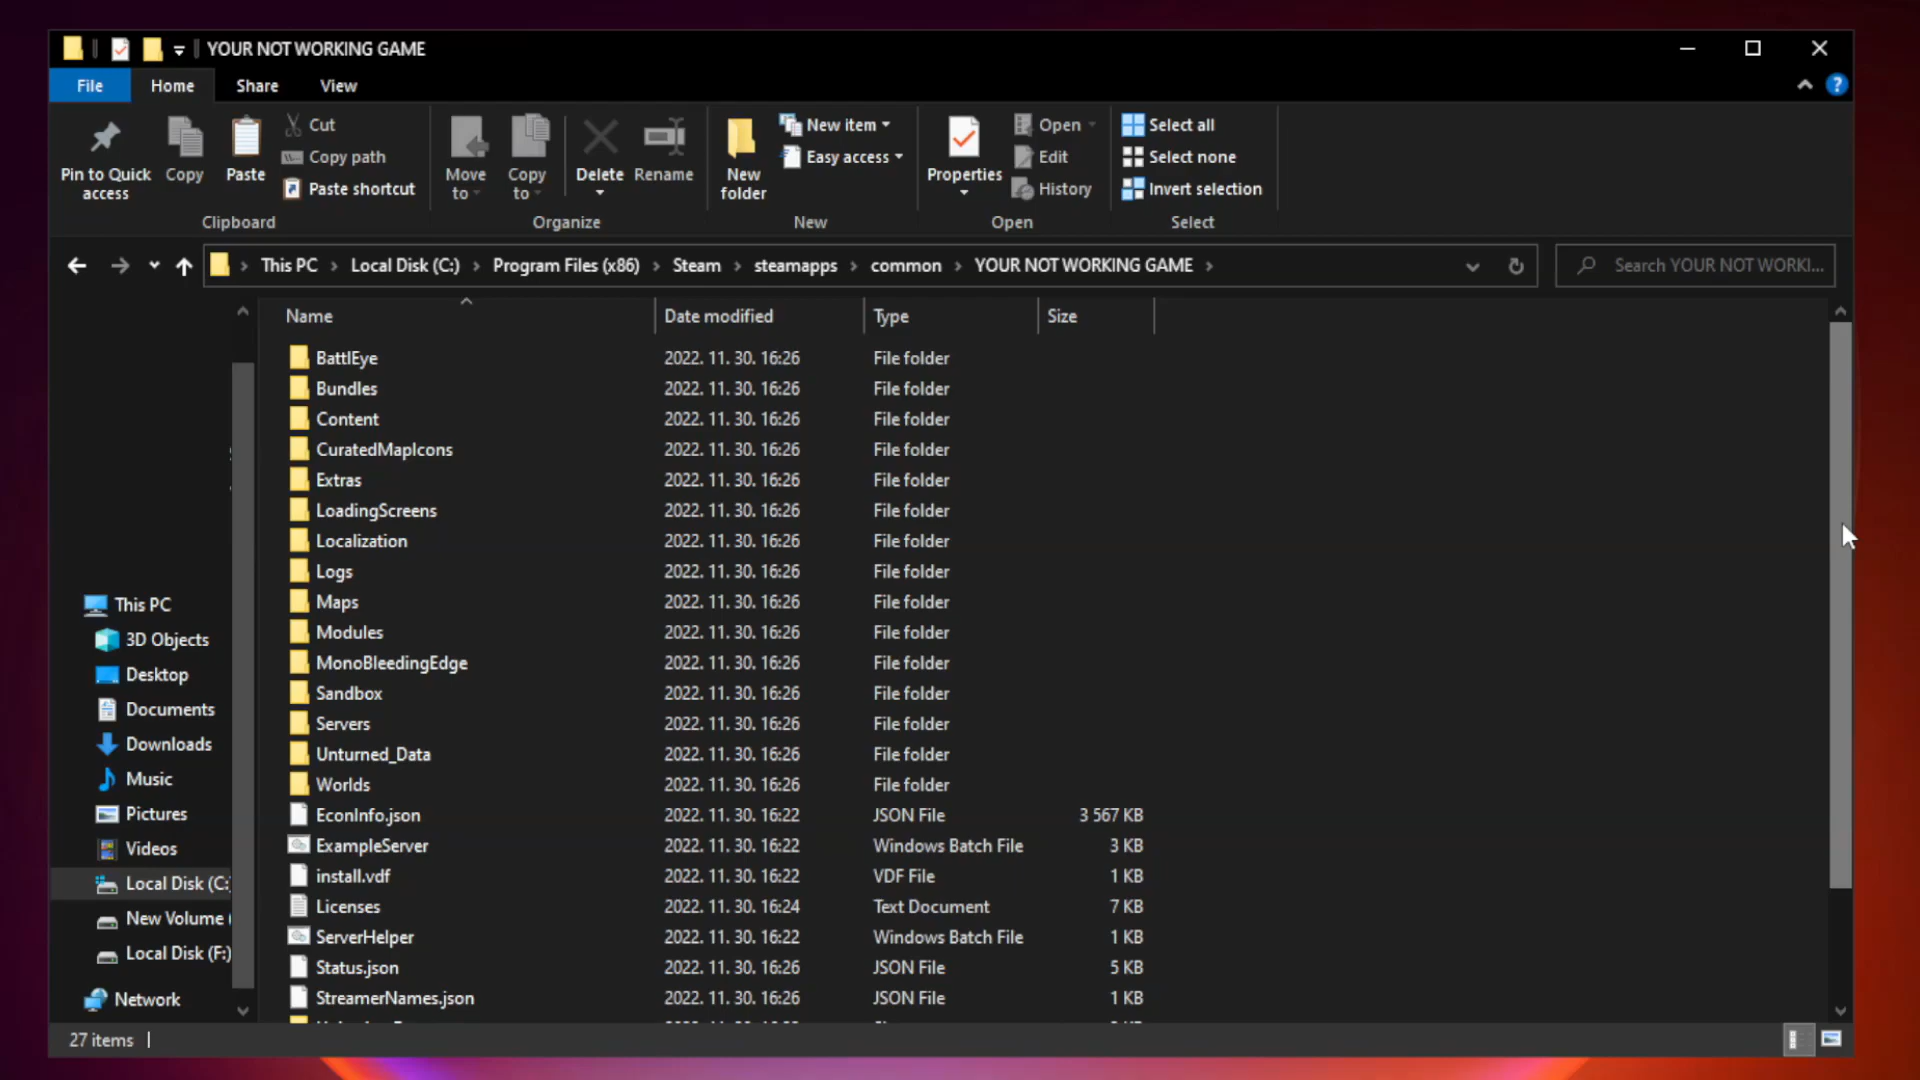 YOUR NOT WORKING GAME
File Home Share View
Pin to Quick access
Copy
Paste
Cut
Copy path
Paste shortcut
Clipboard
Move to
Copy to
Delete
Rename
Organize
New folder
New item
Easy access
New
Properties
Open
Edit
History
Open
Select all
Select none
Invert selection
Select
This PC Local Disk (C:) Program Files (x86) Steam steamapps common YOUR NOT WORKING GAME
Search YOUR NOT WORKI...
This PC
3D Objects
Desktop
Documents
Downloads
Music
Pictures
Videos
Local Disk (C:
New Volume (
Local Disk (F:)
Network
Name Date modified Type Size
BattlEye 2022. 11. 30. 16:26 File folder
Bundles 2022. 11. 30. 16:26 File folder
Content 2022. 11. 30. 16:26 File folder
CuratedMapIcons 2022. 11. 30. 16:26 File folder
Extras 2022. 11. 30. 16:26 File folder
LoadingScreens 2022. 11. 30. 16:26 File folder
Localization 2022. 11. 30. 16:26 File folder
Logs 2022. 11. 30. 16:26 File folder
Maps 2022. 11. 30. 16:26 File folder
Modules 2022. 11. 30. 16:26 File folder
MonoBleedingEdge 2022. 11. 30. 16:26 File folder
Sandbox 2022. 11. 30. 16:26 File folder
Servers 2022. 11. 30. 16:26 File folder
Unturned_Data 2022. 11. 30. 16:26 File folder
Worlds 2022. 11. 30. 16:26 File folder
EconInfo.json 2022. 11. 30. 16:22 JSON File 3 567 KB
ExampleServer 2022. 11. 30. 16:22 Windows Batch File 3 KB
install.vdf 2022. 11. 30. 16:22 VDF File 1 KB
Licenses 2022. 11. 30. 16:24 Text Document 7 KB
ServerHelper 2022. 11. 30. 16:22 Windows Batch File 1 KB
Status.json 2022. 11. 30. 16:26 JSON File 5 KB
StreamerNames.json 2022. 11. 30. 16:26 JSON File 1 KB
27 items